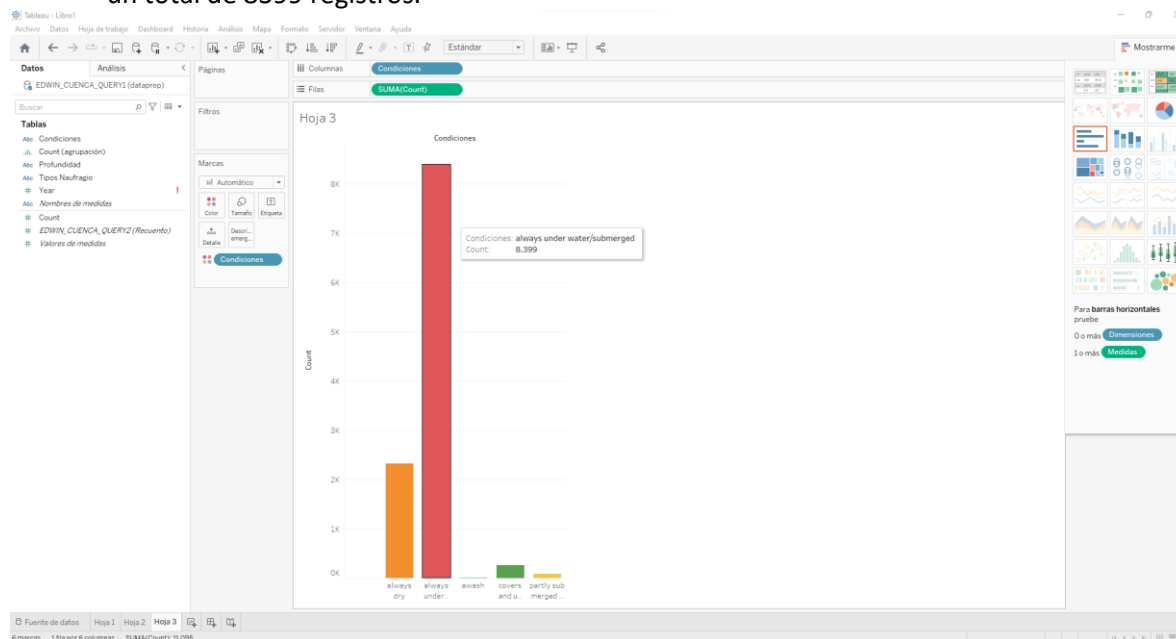 un total de 8399 registros.
Tableau - Libro1
Archivo Datos Hoja de trabajo Dashboard Historia Análisis Mapa Formato Servidor Ventana Ayuda
Estándar
Mostrarme
Datos Análisis
EDWIN_CUENCA_QUERY1 (dataprep)
Buscar
Tablas
Abc Condiciones
Count (agrupación)
Abc Profundidad
Abc Tipos Naufragio
# Year !
Abc Nombres de medidas
# Count
# EDWIN_CUENCA_QUERY2 (Recuento)
# Valores de medidas
Páginas
Filtros
Marcas
Automático
Color Tamaño Etiqueta
Detalle Descri... emerg...
Condiciones
Columnas Condiciones
Filas SUMA(Count)
Hoja 3
Condiciones
8K
7K
6K
5K
4K
3K
2K
1K
0K
Count
Condiciones: always under water/submerged
Count: 8.399
always dry
always under..
awash
covers and u..
partly sub merged ..
Para barras horizontales
pruebe
0 o más Dimensiones
1 o más Medidas
Fuente de datos Hoja 1 Hoja 2 Hoja 3
6 marcas 1 fila por 6 columnas SUMA(Count): 11.095